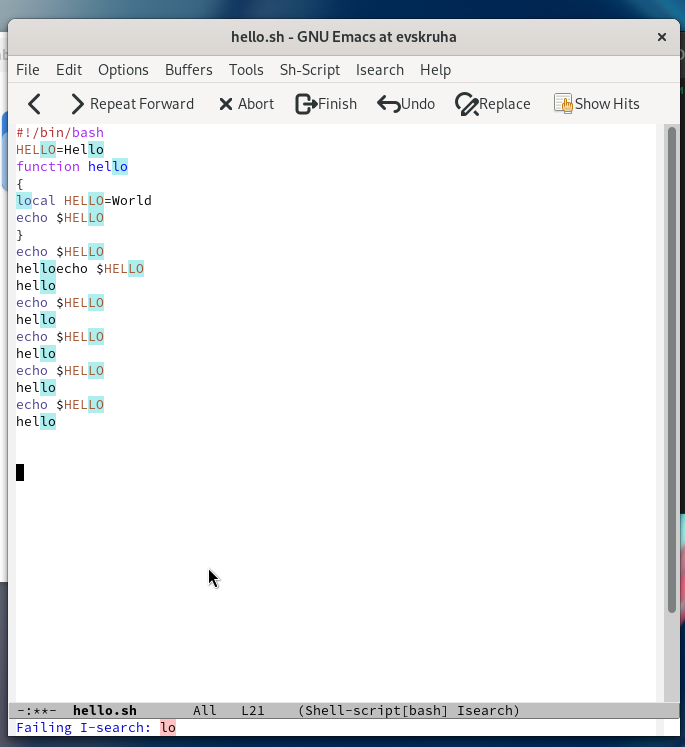 hello.sh - GNU Emacs at evskruha
File Edit Options Buffers Tools Sh-Script Isearch Help
Repeat Forward Abort Finish Undo Replace Show Hits
#!/bin/bash
HELLO=Hello
function hello
{
local HELLO=World
echo $HELLO
}
echo $HELLO
helloecho $HELLO
hello
echo $HELLO
hello
echo $HELLO
hello
echo $HELLO
hello
echo $HELLO
hello
-:**- hello.sh All L21 (Shell-script[bash] Isearch)
Failing I-search: lo